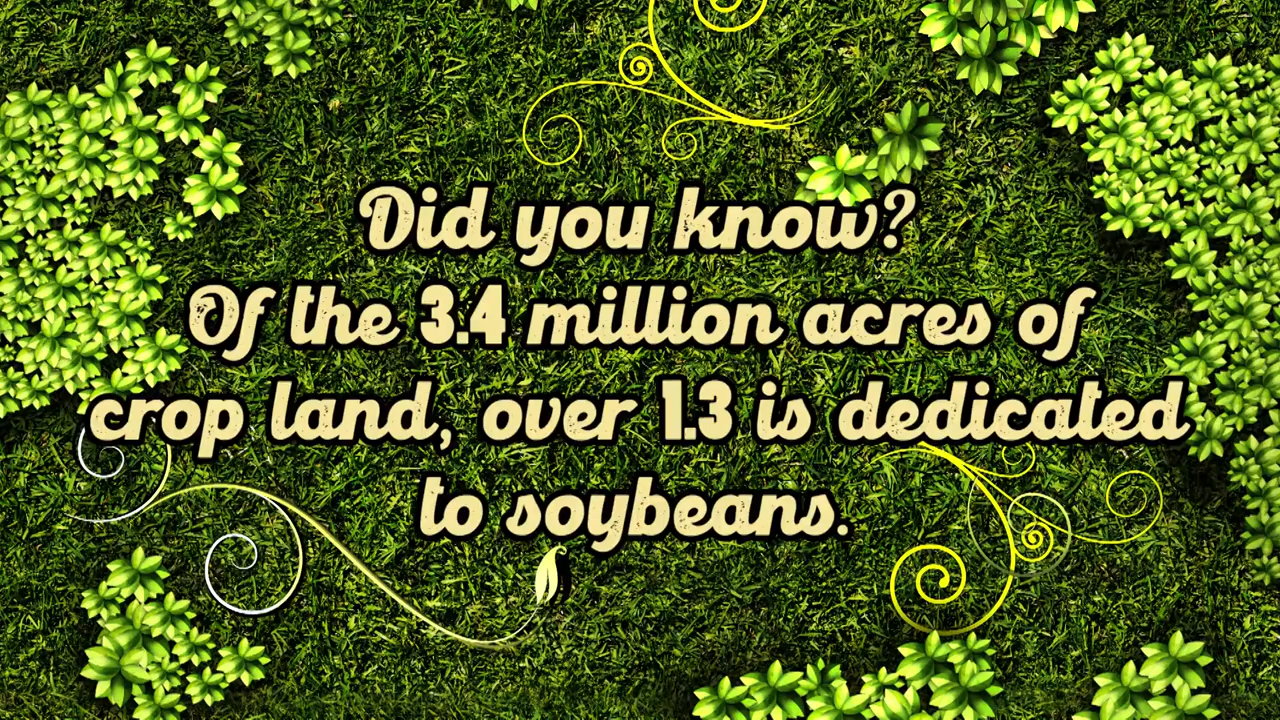 Did you know?
Of the 3.4 million acres of
crop land, over 1.3 is dedicated
to soybeans.